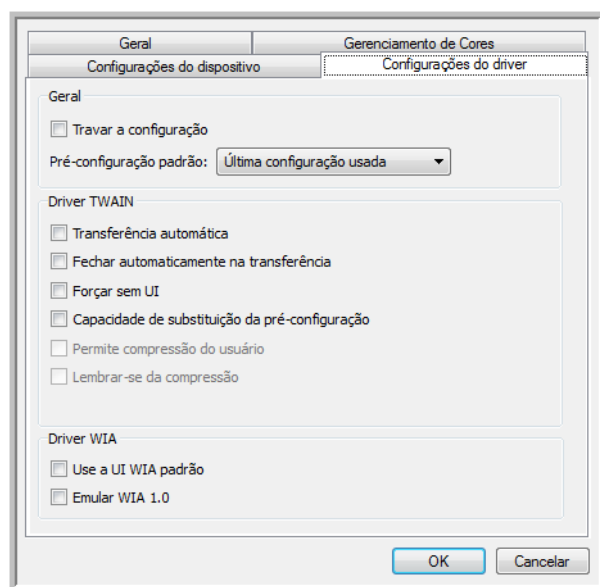 Geral
Gerenciamento de Cores
Configurações do dispositivo
Configurações do driver
Geral
Travar a configuração
Pré-configuração padrão: Última configuração usada
Driver TWAIN
Transferência automática
Fechar automaticamente na transferência
Forçar sem UI
Capacidade de substituição da pré-configuração
Permite compressão do usuário
Lembrar-se da compressão
Driver WIA
Use a UI WIA padrão
Emular WIA 1.0
OK
Cancelar